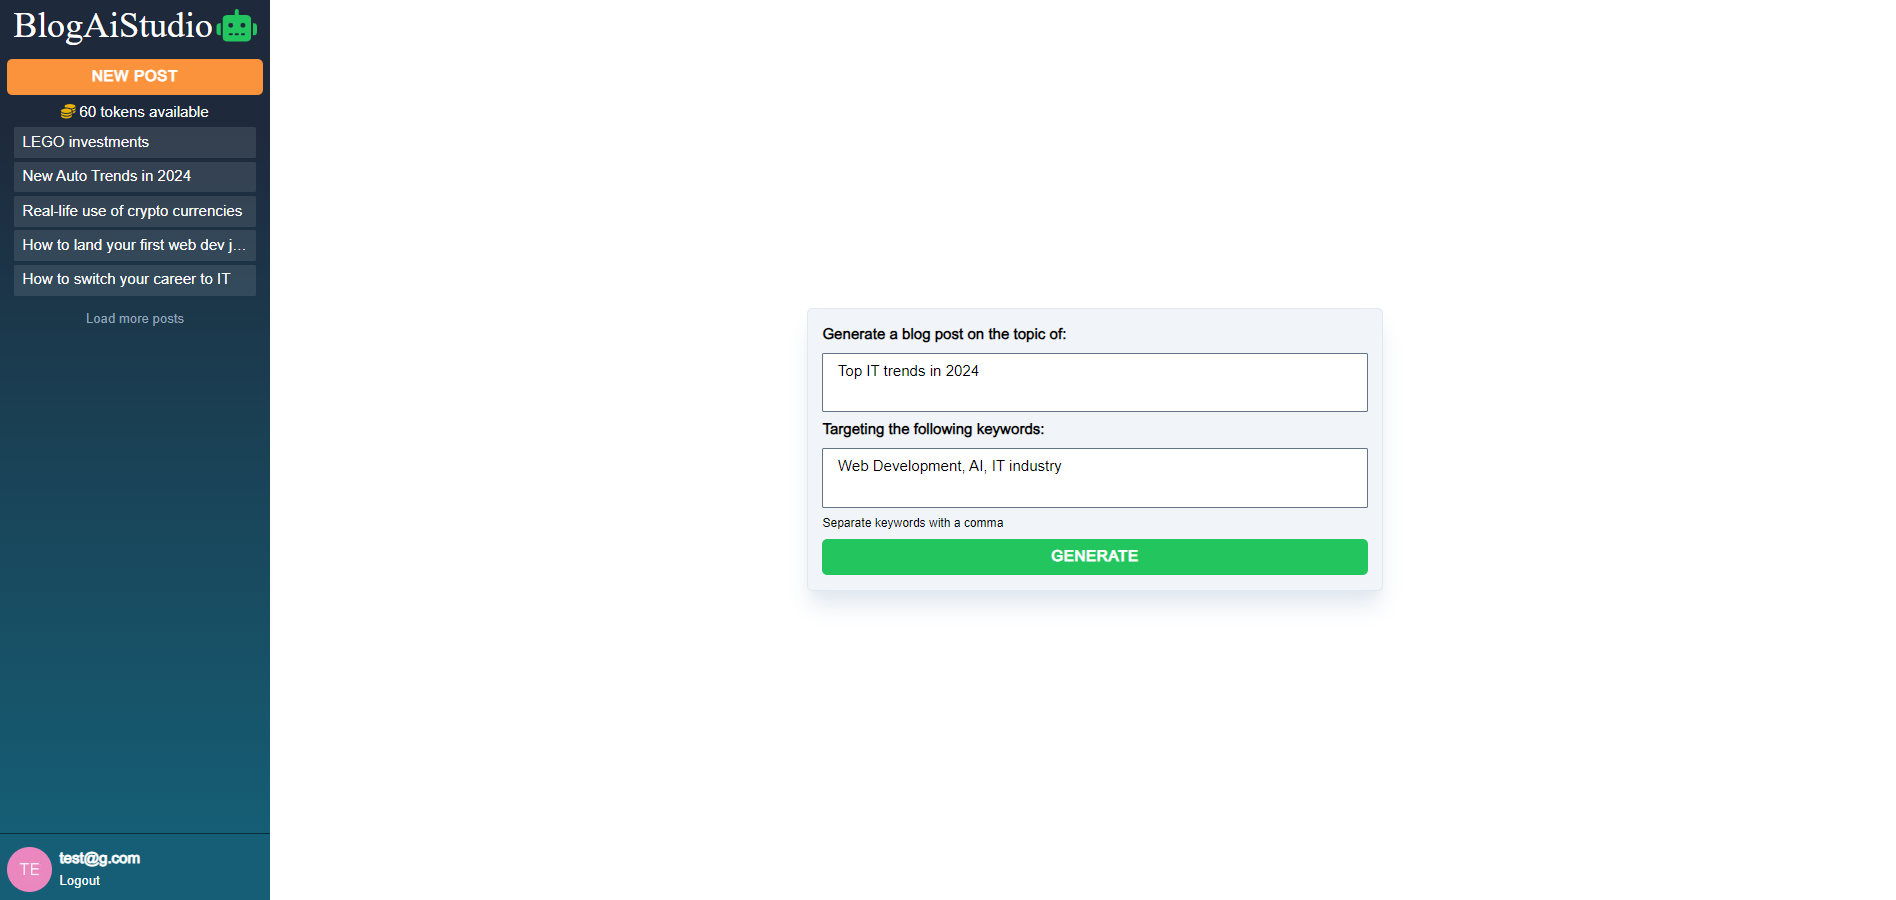 BlogAiStudio
NEW POST
60 tokens available
LEGO investments
New Auto Trends in 2024
Real-life use of crypto currencies
How to land your first web dev j...
How to switch your career to IT
Load more posts
Generate a blog post on the topic of:
Top IT trends in 2024
Targeting the following keywords:
Web Development, AI, IT industry
Separate keywords with a comma
GENERATE
TE
test@g.com
Logout